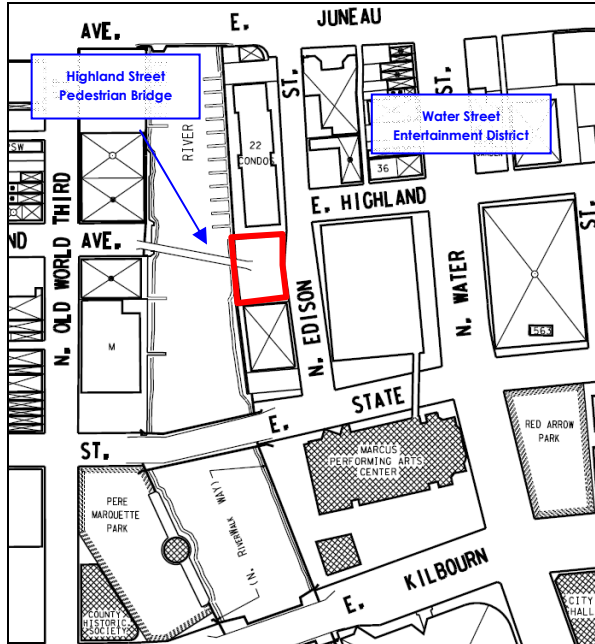 AVE.
E. JUNEAU
Highland Street
Pedestrian Bridge
Water Street
Entertainment District
RIVER
ST.
ST.
22
CONDOS
36
SW
N. OLD WORLD THIRD
ND
AVE.
E. HIGHLAND
ST.
N. EDISON
N. WATER
563
M
E. STATE
ST.
MARCUS
PERFORMING ARTS
CENTER
RED ARROW
PARK
PERE
MARQUETTE
PARK
(N. RIVERWALK WAY)
E. KILBOURN
COUNTY
HISTORIC
SOCIETY
CITY
HALL